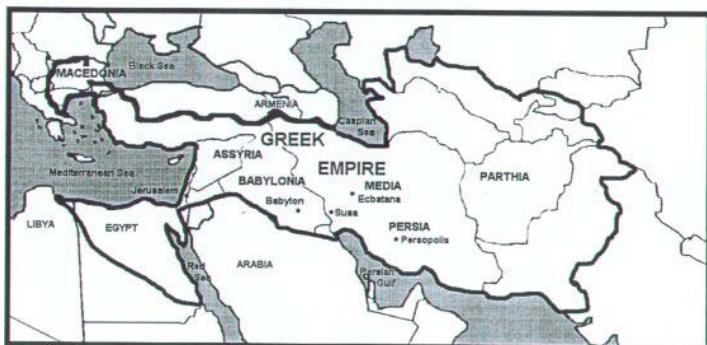 Black Sea
MACEDONIA
ARMENIA
Caspian
Sea
GREEK
EMPIRE
ASSYRIA
Mediterranean Sea
Jerusalem
BABYLONIA
Babylon
MEDIA
Ecbatana
PARTHIA
Susa
LIBYA
EGYPT
PERSIA
Persopolis
Red
Sea
ARABIA
Persian
Gulf